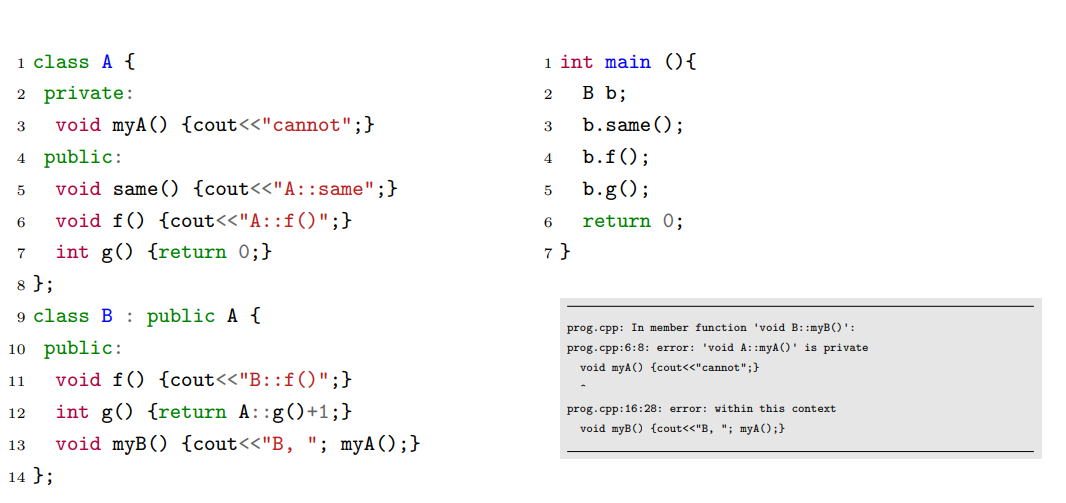 1 class A {
2 private:
3 void myA() {cout<<"cannot";}
4 public:
5 void same() {cout<<"A::same";}
6 void f() {cout<<"A::f()";}
7 int g() {return 0;}
8 };
9 class B : public A {
10 public:
11 void f() {cout<<"B::f()";}
12 int g() {return A::g()+1;}
13 void myB() {cout<<"B, "; myA();}
14 };
1 int main (){
2 B b;
3 b.same();
4 b.f();
5 b.g();
6 return 0;
7 }
prog.cpp: In member function 'void B::myB()':
prog.cpp:6:8: error: 'void A::myA()' is private
void myA() {cout<<"cannot";}
^
prog.cpp:16:28: error: within this context
void myB() {cout<<"B, "; myA();}